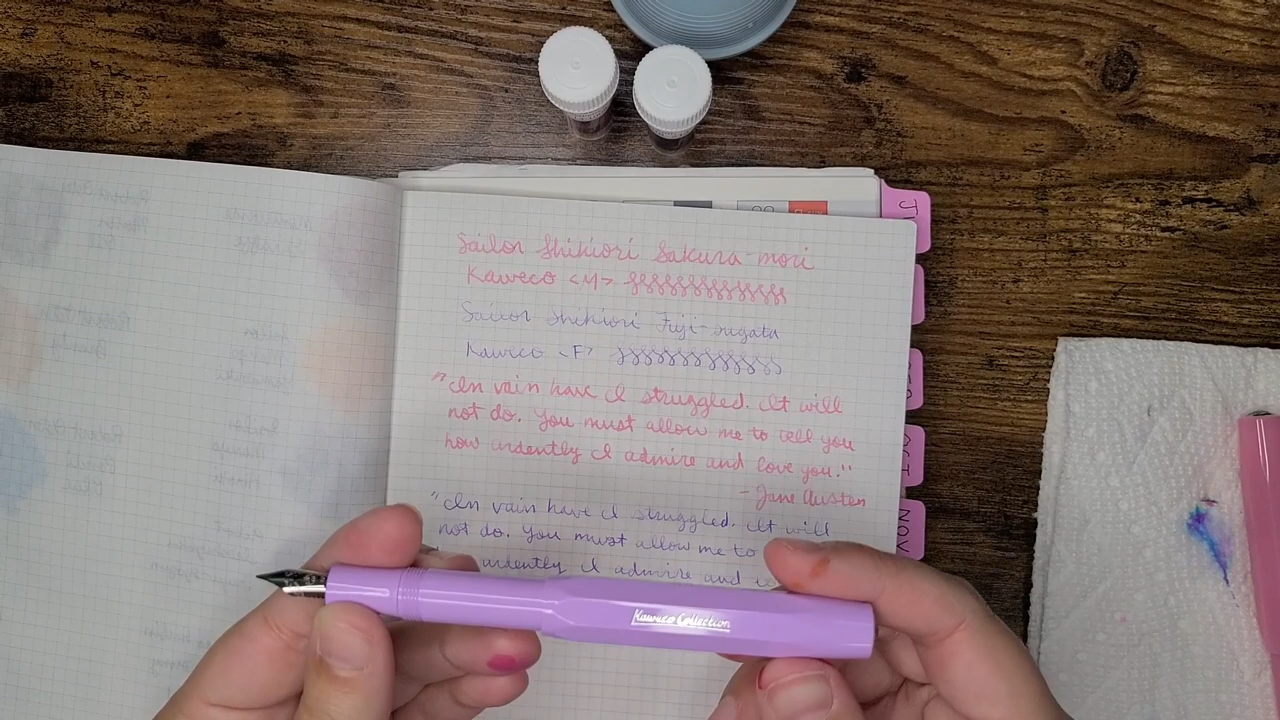 Sailor Shikiori Sakura-mori
Kaweco <M>
Sailor Shikiori Fuji-sugata
Kaweco <F>
"In vain have I struggled. It will
not do. You must allow me to tell you
how ardently I admire and love you."
- Jane Austen
"In vain have I struggled. It will
not do. You must allow me to
ardently I admire and
Kaweco Collection
OCT
NOV